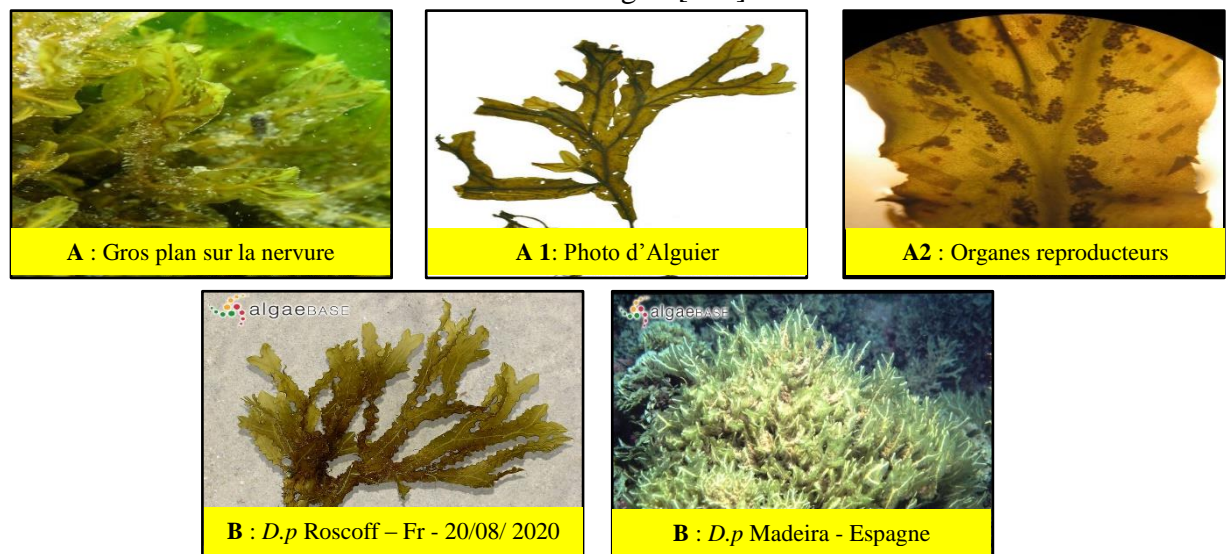 A : Gros plan sur la nervure
A 1: Photo d'Alguier
A2 : Organes reproducteurs
algaeBASE
algaeBASE
B : D.p Roscoff – Fr - 20/08/ 2020
B : D.p Madeira - Espagne